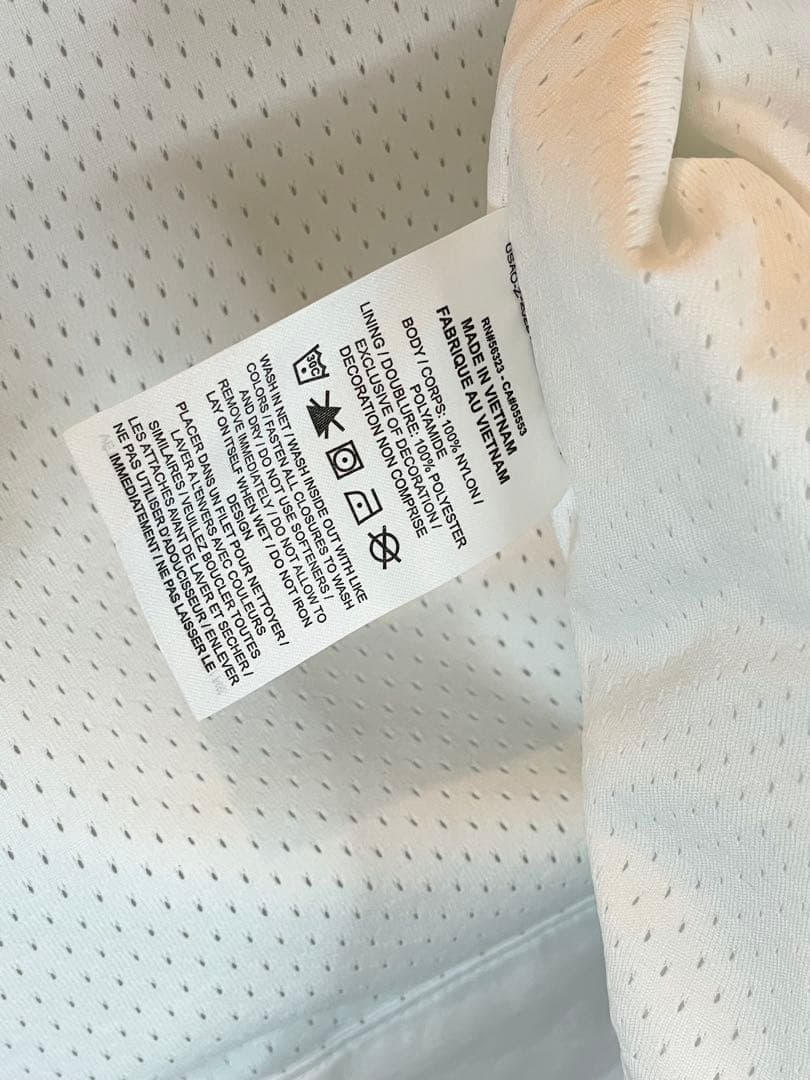 RN#56323 - CA#05553
MADE IN VIETNAM
FABRIQUE AU VIETNAM
BODY / CORPS: 100% NYLON /
POLYAMIDE
LINING / DOUBLURE: 100% POLYESTER
EXCLUSIVE OF DECORATION /
DECORATION NON COMPRISE
30C
WASH IN NET / WASH INSIDE OUT WITH LIKE
COLORS / FASTEN ALL CLOSURES TO WASH
AND DRY / DO NOT USE SOFTENERS /
REMOVE IMMEDIATELY / DO NOT ALLOW TO
LAY ON ITSELF WHEN WET / DO NOT IRON
DESIGN
PLACER DANS UN FILET POUR NETTOYER /
LAVER A L'ENVERS AVEC COULEURS
SIMILAIRES / VEUILLEZ BOUCLER TOUTES
LES ATTACHES AVANT DE LAVER ET SECHER /
NE PAS UTILISER D'ADOUCISSEUR / ENLEVER
IMMEDIATEMENT / NE PAS LAISSER LE